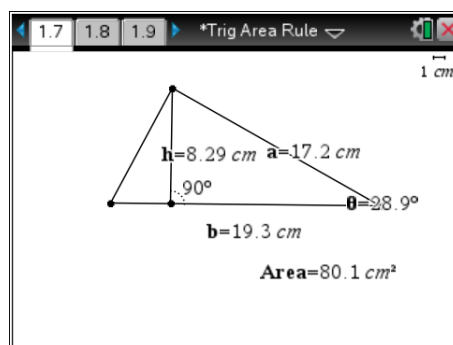 1.7 1.8 1.9 *Trig Area Rule
1 cm
h=8.29 cm a=17.2 cm
90°
θ=28.9°
b=19.3 cm
Area=80.1 cm²